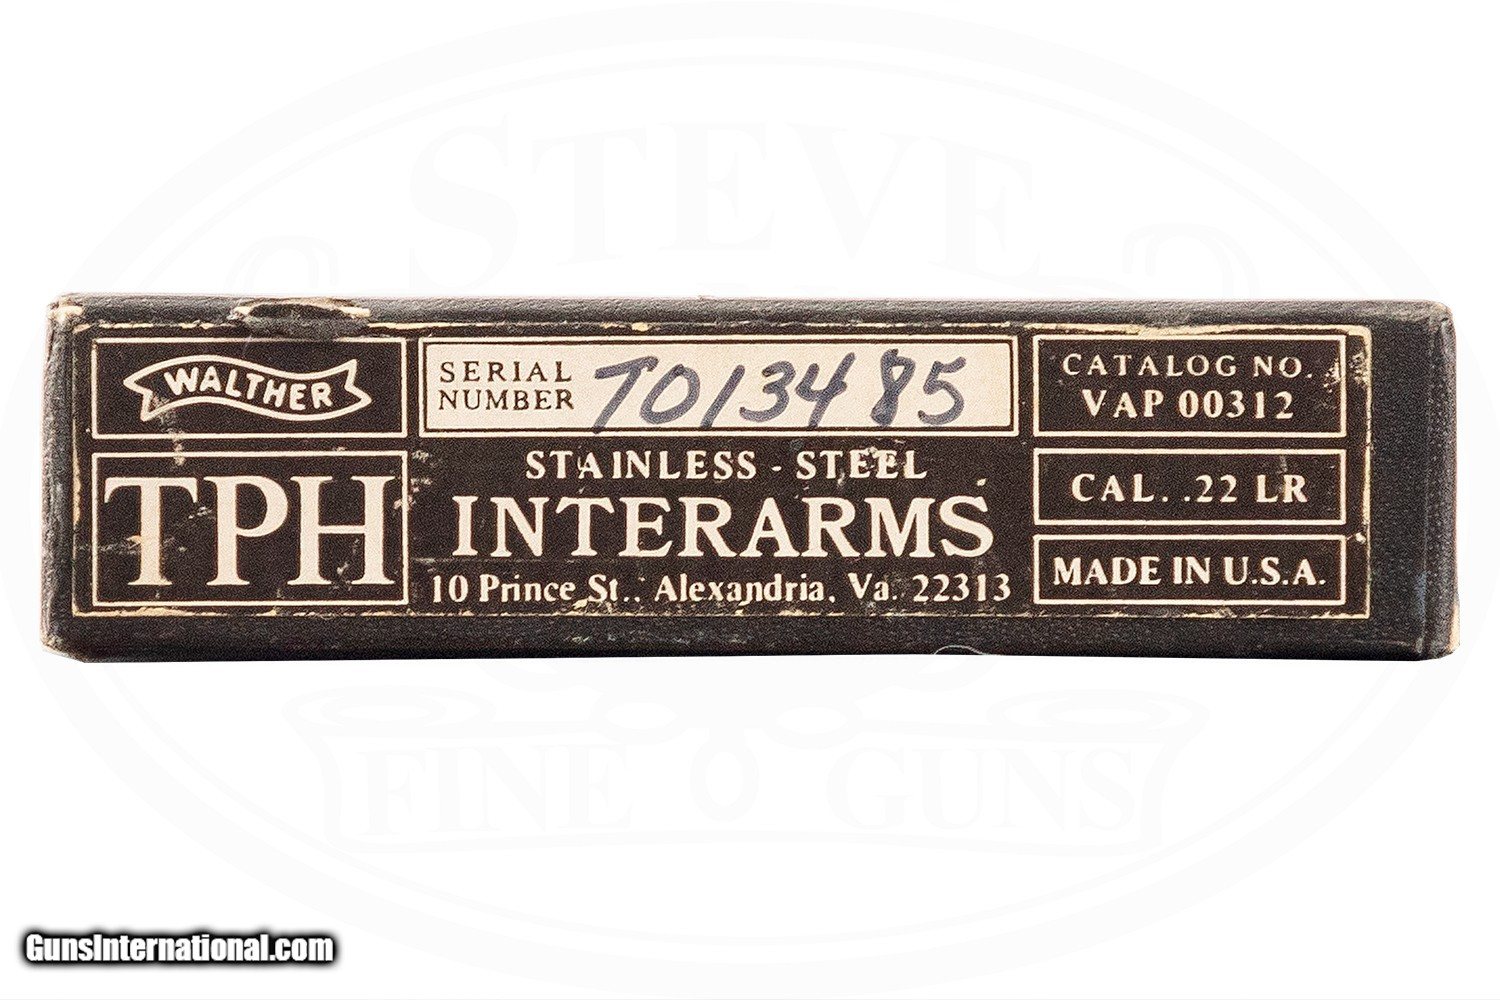 STEVE
WALTHER
TPH
SERIAL
NUMBER
T013485
STAINLESS - STEEL
INTERARMS
10 Prince St., Alexandria, Va. 22313
CATALOG NO.
VAP 00312
CAL. .22 LR
MADE IN U.S.A.
FINE GUNS
GunsInternational.com